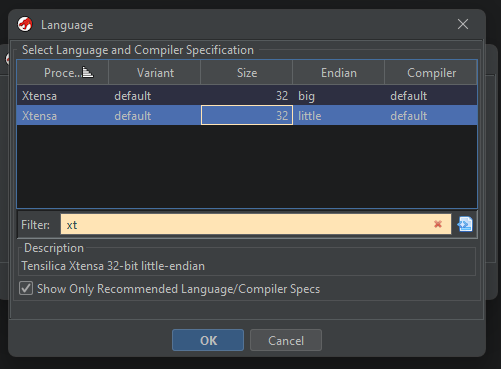 Language
Select Language and Compiler Specification
Proce... Variant Size Endian Compiler
Xtensa default 32 big default
Xtensa default 32 little default
Filter: xt
Description
Tensilica Xtensa 32-bit little-endian
Show Only Recommended Language/Compiler Specs
OK Cancel